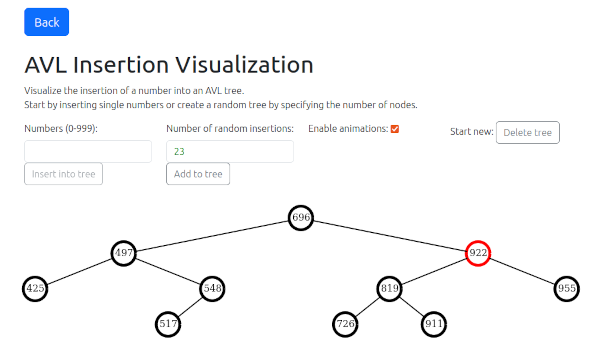 Back
AVL Insertion Visualization
Visualize the insertion of a number into an AVL tree.
Start by inserting single numbers or create a random tree by specifying the number of nodes.
Numbers (0-999): Number of random insertions: Enable animations: Start new: Delete tree
23
Insert into tree Add to tree
696
497 922
425 548 819 955
517 726 911